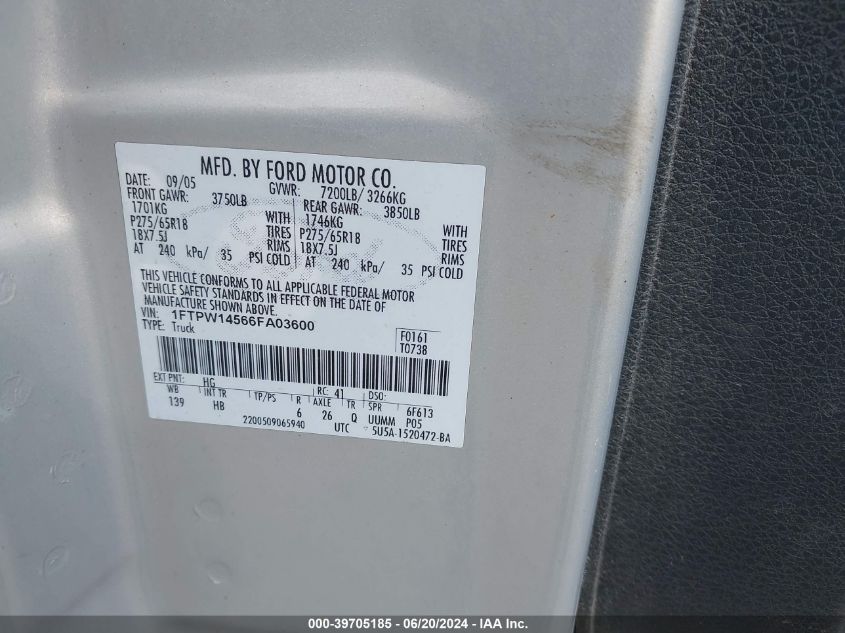 MFD. BY FORD MOTOR CO.
DATE: 09/05 GVWR: 7200LB/ 3266KG
FRONT GAWR: 3750LB REAR GAWR: 3850LB
1701KG WITH 1746KG WITH
P275/65R18 TIRES P275/65R18 TIRES
18X7.5J RIMS 18X7.5J RIMS
AT 240 kPa/ 35 PSI COLD AT 240 kPa/ 35 PSI COLD
THIS VEHICLE CONFORMS TO ALL APPLICABLE FEDERAL MOTOR
VEHICLE SAFETY STANDARDS IN EFFECT ON THE DATE OF
MANUFACTURE SHOWN ABOVE.
VIN: 1FTPW14566FA03600
TYPE: Truck
F0161
T0738
EXT PNT: HG RC: 41 DSO:
WB INT TR TP/PS R AXLE TR SPR 6F613
139 HB 6 26 Q UUMM P05
2200509065940 UTC 5U5A-1520472-BA
000-39705185 - 06/20/2024 - IAA Inc.